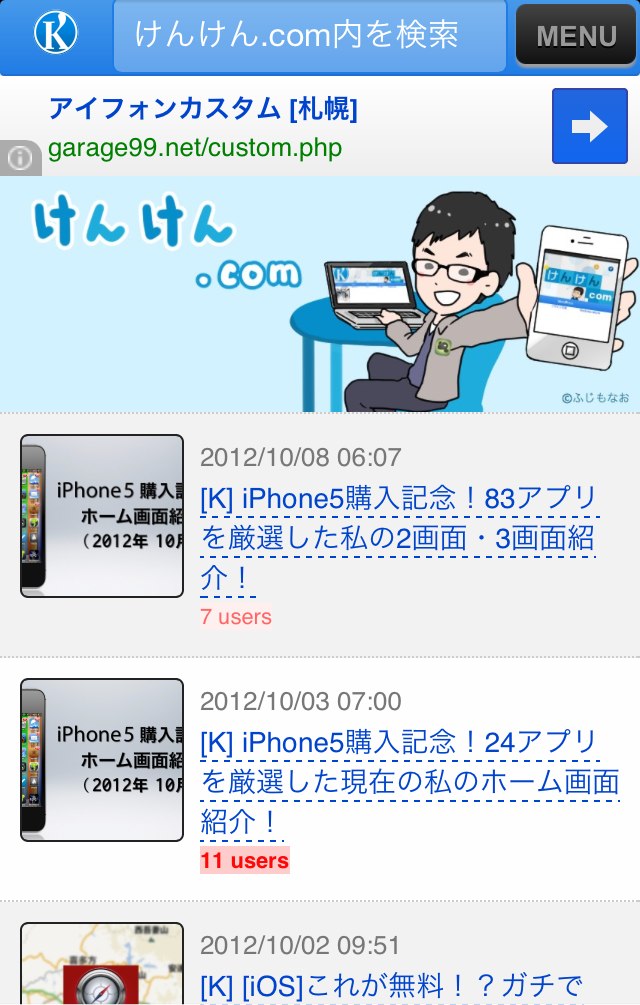 K
けんけん.com内を検索
MENU
アイフォンカスタム [札幌]
garage99.net/custom.php
けんけん
.com
K
けんけん
.com
©ふじもなお
iPhone5 購入
ホーム画面紹
（2012年 10月
2012/10/08 06:07
[K] iPhone5購入記念！83アプリ
を厳選した私の2画面・3画面紹
介！
7 users
iPhone5 購入
ホーム画面紹
（2012年 10月
2012/10/03 07:00
[K] iPhone5購入記念！24アプリ
を厳選した現在の私のホーム画面
紹介！
11 users
喜多方
2012/10/02 09:51
[K] [iOS]これが無料！？ガチで